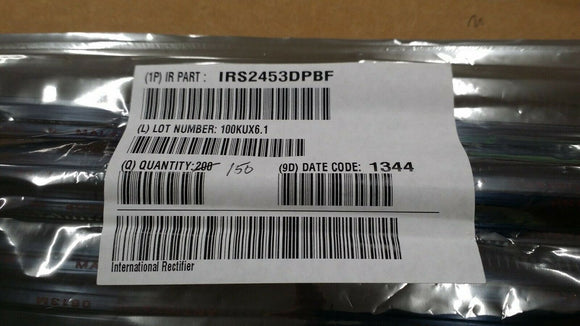 (1P) IR PART : IRS2453DPBF
(L) LOT NUMBER: 100KUX6.1
(Q) QUANTITY: 200 150 (9D) DATE CODE: 1344
International Rectifier